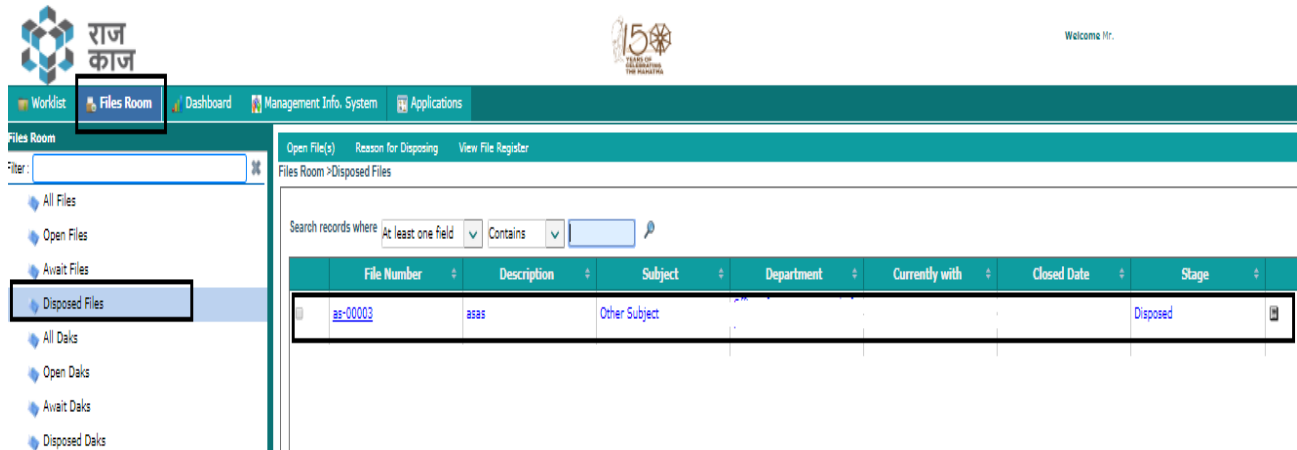 राज
काज
150
YEARS OF
CELEBRATING
THE MAHATMA
Welcome Mr.
Worklist Files Room Dashboard Management Info. System Applications
Files Room
Filter :
All Files
Open Files
Await Files
Disposed Files
All Daks
Open Daks
Await Daks
Disposed Daks
Open File(s) Reason for Disposing View File Register
Files Room >Disposed Files
Search records where At least one field Contains
File Number Description Subject Department Currently with Closed Date Stage
as-00003 asas Other Subject Disposed